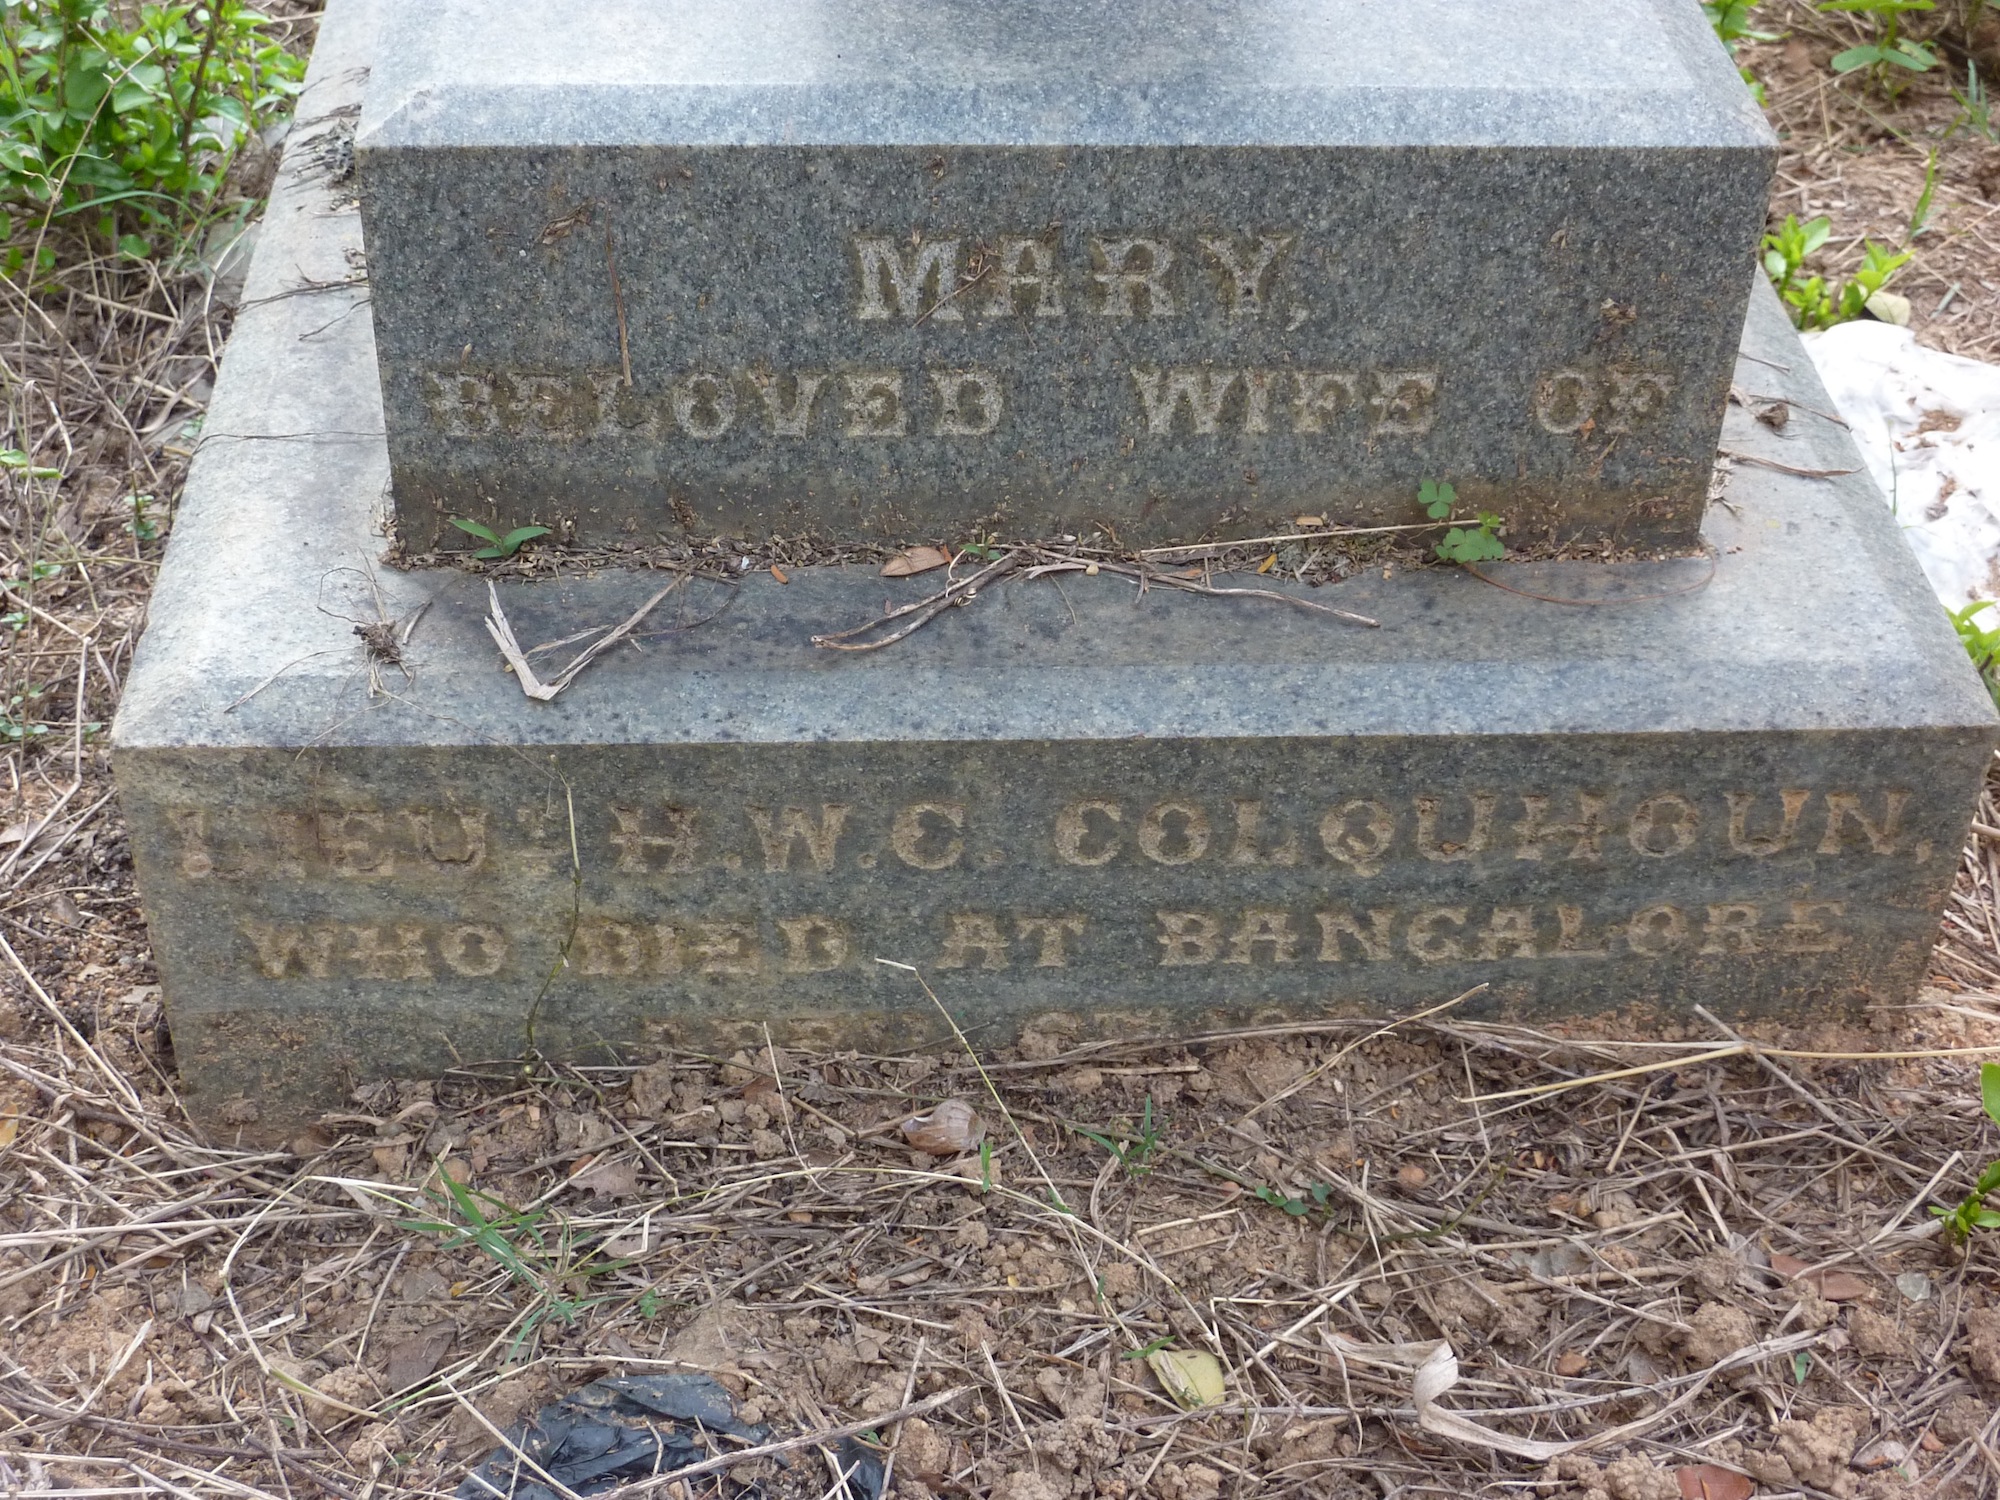 MARY,
BELOVED WIFE OF
LIEUT H.W.C. COLQUHOUN,
WHO DIED AT BANGALORE